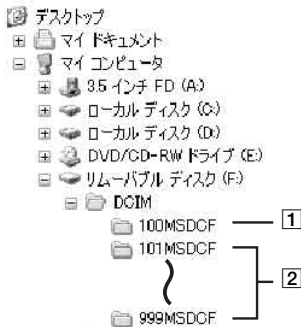 デスクトップ
マイ ドキュメント
マイ コンピュータ
3.5 インチ FD (A:)
ローカル ディスク (C:)
ローカル ディスク (D:)
DVD/CD-RW ドライブ (E:)
リムーバブル ディスク (F:)
DCIM
100MSDCF
1
101MSDCF
2
999MSDCF